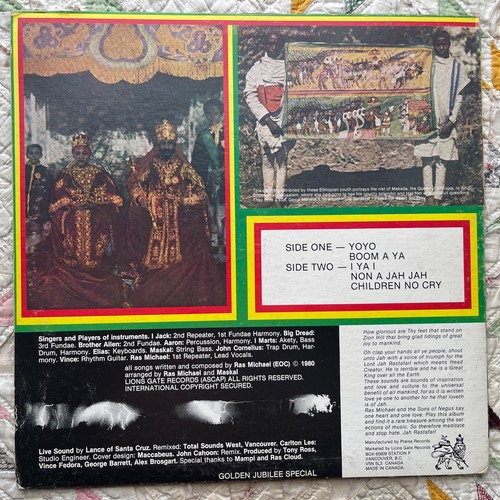 SIDE ONE — YOYO
BOOM A YA
SIDE TWO — I YA I
NON A JAH JAH
CHILDREN NO CRY
Singers and Players of instruments. I Jack: 2nd Repeater, 1st Fundae Harmony. Big Dread:
3rd Fundae. Brother Allen: 2nd Fundae. Aaron: Percussion, Harmony. I Marts: Akety, Bass
Drum, Harmony. Elias: Keyboards. Maskal: String Bass. John Cornelius: Trap Drum, Har-
mony. Vince: Rhythm Guitar. Ras Michael: 1st Repeater, Lead Vocals.
all songs written and composed by Ras Michael (EOC) © 1980
arranged by Ras Michael and Maskal
LIONS GATE RECORDS (ASCAP) ALL RIGHTS RESERVED.
INTERNATIONAL COPYRIGHT SECURED.
Live Sound by Lance of Santa Cruz. Remixed: Total Sounds West, Vancouver. Carlton Lee:
Studio Engineer. Cover design: Maccabeus. John Cahoon: Remix. Produced by Tony Ross,
Vince Fedora, George Barrett, Alex Brosgart. Special thanks to Mampi and Ras Cloud.
GOLDEN JUBILEE SPECIAL
How glorious are Thy feet that stand on
Zion Hill that bring glad tidings of great
joy to mankind.
Oh clap your hands all ye people, shout
unto Jah with a voice of triumph for the
Lord Jah Rastafari which means Head
Creator. He is terrible and he is a Great
King over all the Earth.
These sounds are sounds of inspiration
and love and culture to the universal
benefit of all mankind, for as it is written
love ye one to another for he that loveth
is of Jah.
Ras Michael and the Sons of Negus say
one heart and one love. Play this album
and find it a rare treasure among the
selections of music. So therefore meditate
and stop hate. Jah Rastafari
Manufactured by Praise Records
Marketed by Lions Gate Records
BOX 65609 STATION F
VANCOUVER, B.C.
V5N 5L3 CANADA
MADE IN CANADA